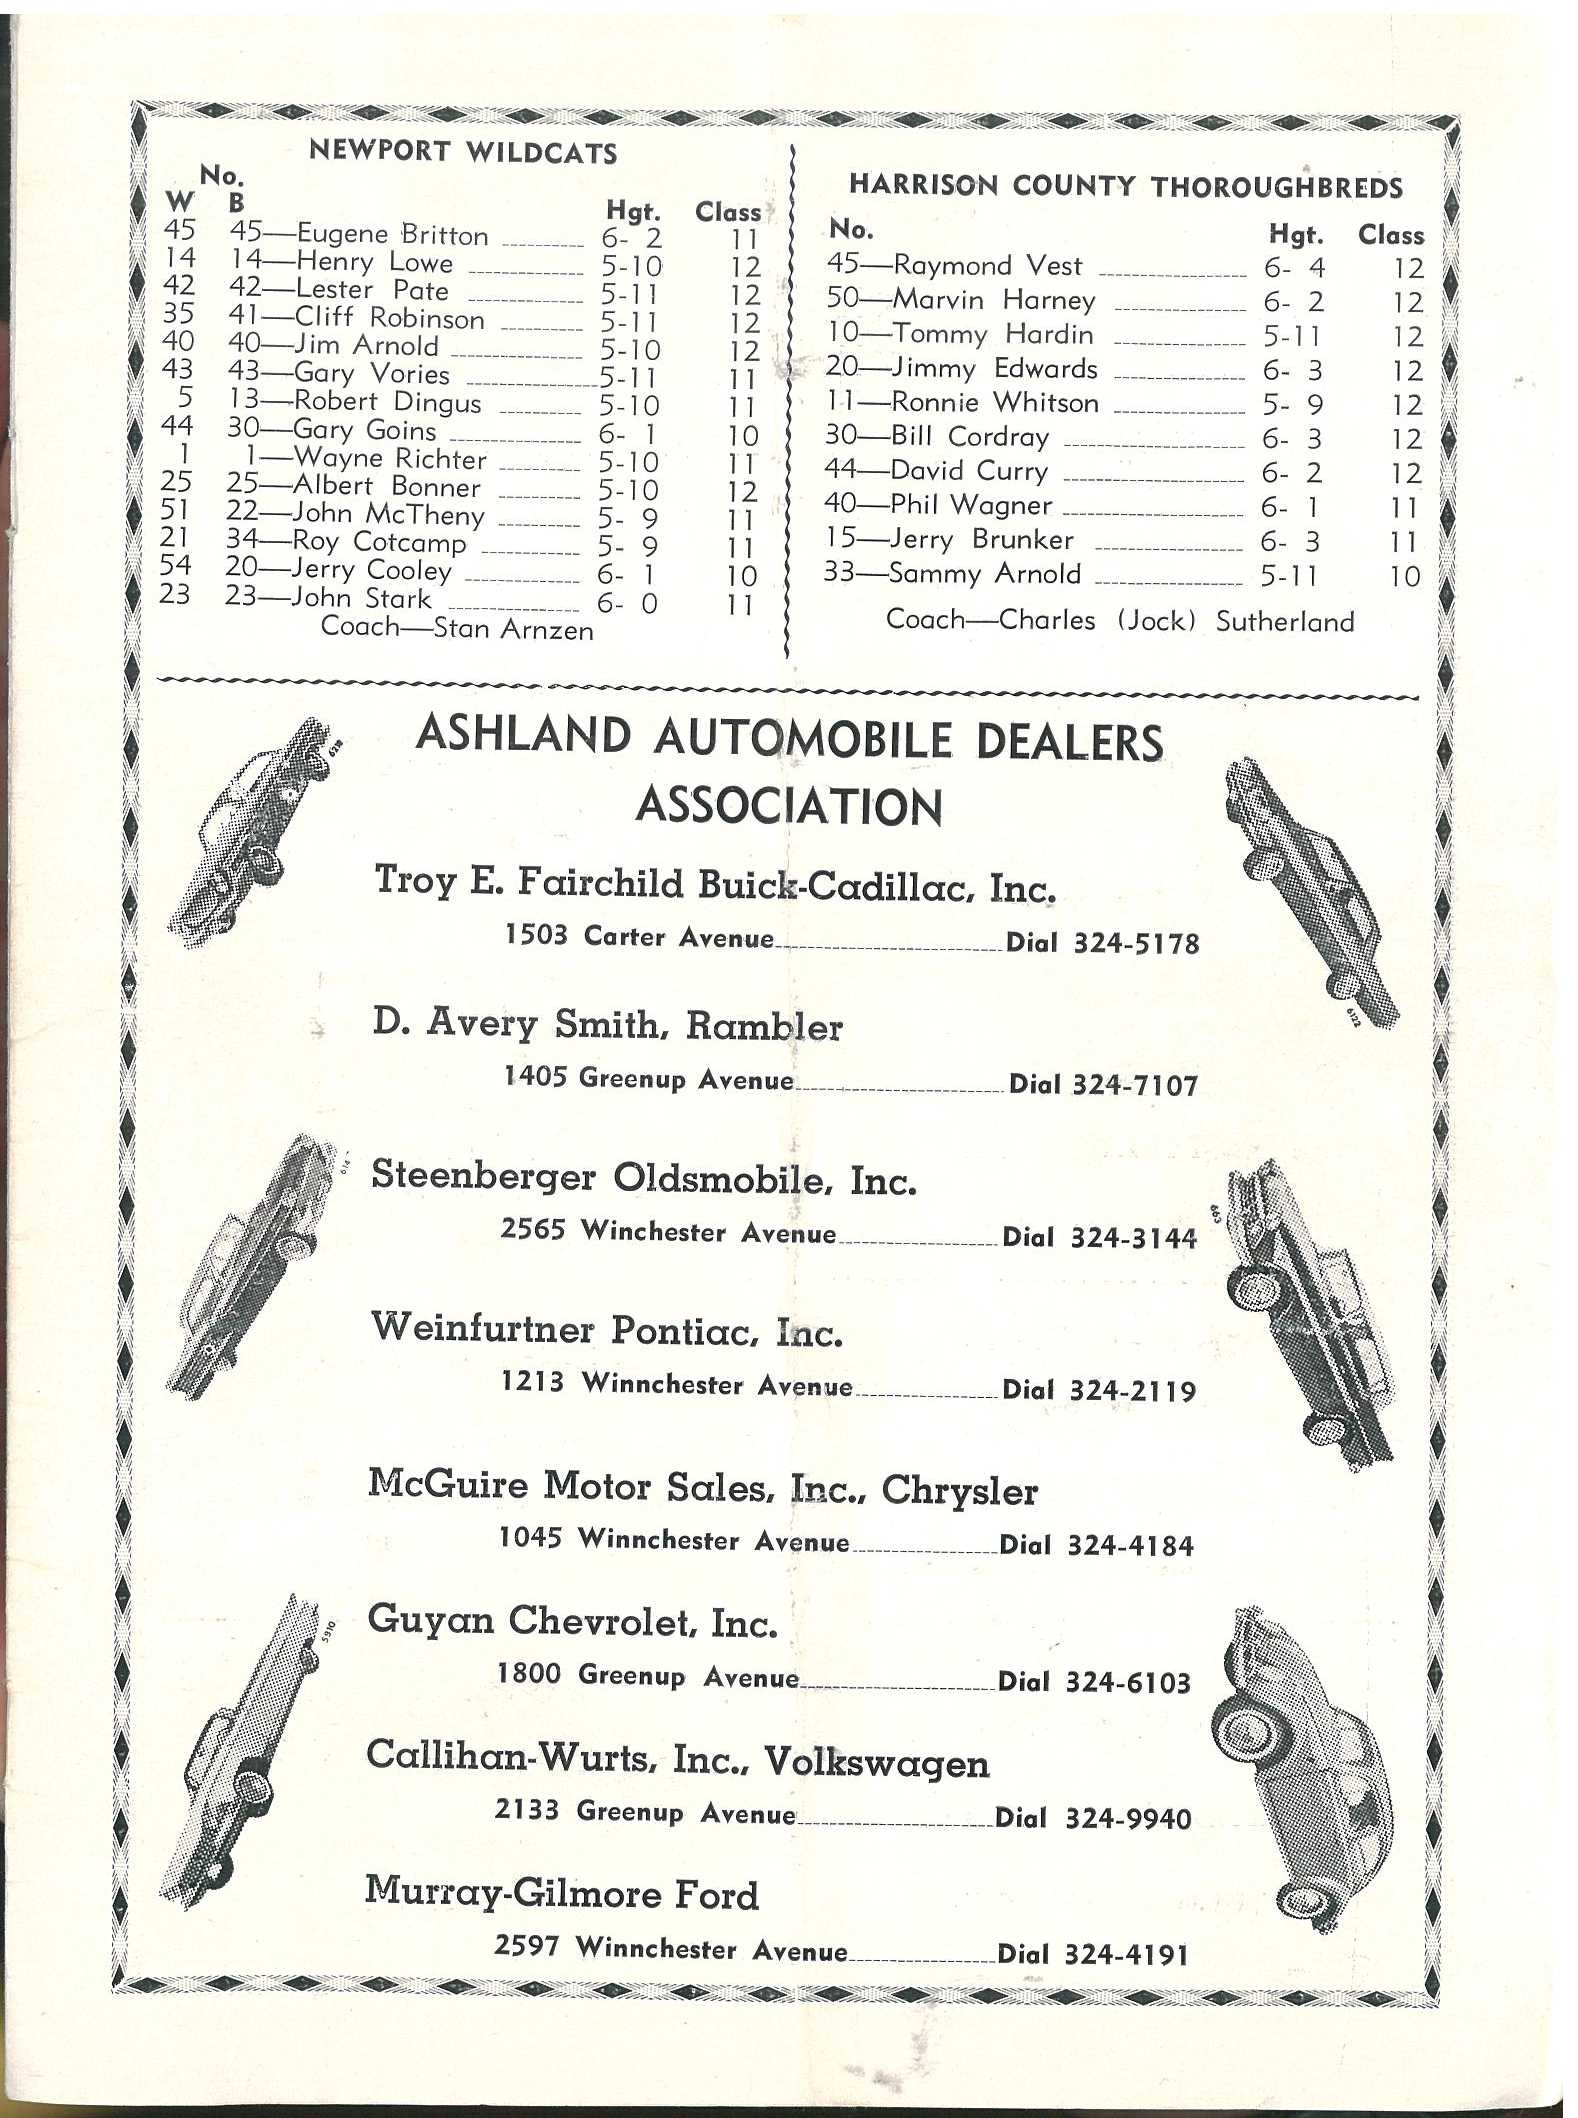 NEWPORT WILDCATS
No.
W B Hgt. Class
45 45—Eugene Britton 6- 2 11
14 14—Henry Lowe 5-10 12
42 42—Lester Pate 5-11 12
35 41—Cliff Robinson 5-11 12
40 40—Jim Arnold 5-10 12
43 43—Gary Vories 5-11 11
5 13—Robert Dingus 5-10 11
44 30—Gary Goins 6- 1 10
1 1—Wayne Richter 5-10 11
25 25—Albert Bonner 5-10 12
51 22—John McTheny 5- 9 11
21 34—Roy Cotcamp 5- 9 11
54 20—Jerry Cooley 6- 1 10
23 23—John Stark 6- 0 11
Coach—Stan Arnzen
HARRISON COUNTY THOROUGHBREDS
No. Hgt. Class
45—Raymond Vest 6- 4 12
50—Marvin Harney 6- 2 12
10—Tommy Hardin 5-11 12
20—Jimmy Edwards 6- 3 12
11—Ronnie Whitson 5- 9 12
30—Bill Cordray 6- 3 12
44—David Curry 6- 2 12
40—Phil Wagner 6- 1 11
15—Jerry Brunker 6- 3 11
33—Sammy Arnold 5-11 10
Coach—Charles (Jock) Sutherland
ASHLAND AUTOMOBILE DEALERS
ASSOCIATION
Troy E. Fairchild Buick-Cadillac, Inc.
1503 Carter Avenue Dial 324-5178
D. Avery Smith, Rambler
1405 Greenup Avenue Dial 324-7107
Steenberger Oldsmobile, Inc.
2565 Winchester Avenue Dial 324-3144
Weinfurtner Pontiac, Inc.
1213 Winnchester Avenue Dial 324-2119
McGuire Motor Sales, Inc., Chrysler
1045 Winnchester Avenue Dial 324-4184
Guyan Chevrolet, Inc.
1800 Greenup Avenue Dial 324-6103
Callihan-Wurts, Inc., Volkswagen
2133 Greenup Avenue Dial 324-9940
Murray-Gilmore Ford
2597 Winnchester Avenue Dial 324-4191
6122
663
5910